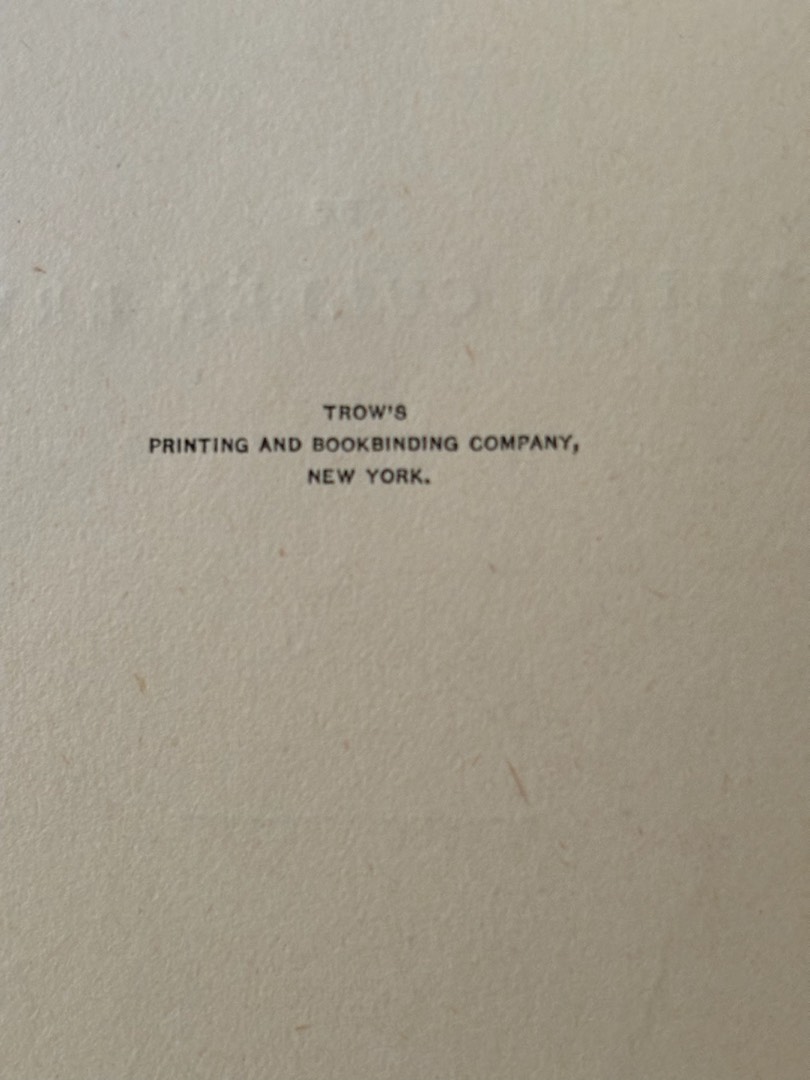 TROW'S
PRINTING AND BOOKBINDING COMPANY,
NEW YORK.